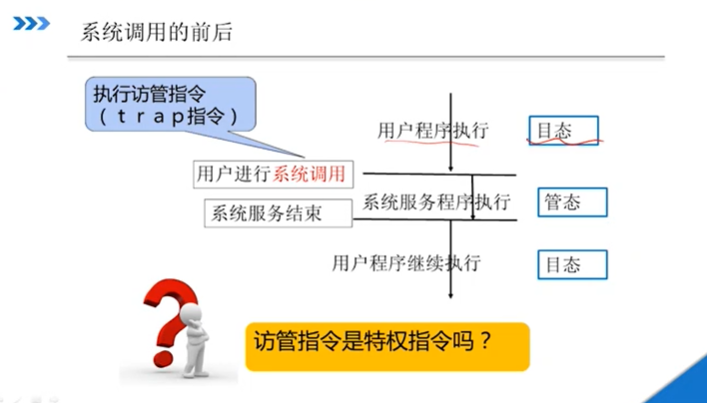 系统调用的前后
执行访管指令
（ｔｒａｐ指令）
用户程序执行
目态
用户进行系统调用
系统服务程序执行
管态
系统服务结束
用户程序继续执行
目态
访管指令是特权指令吗？